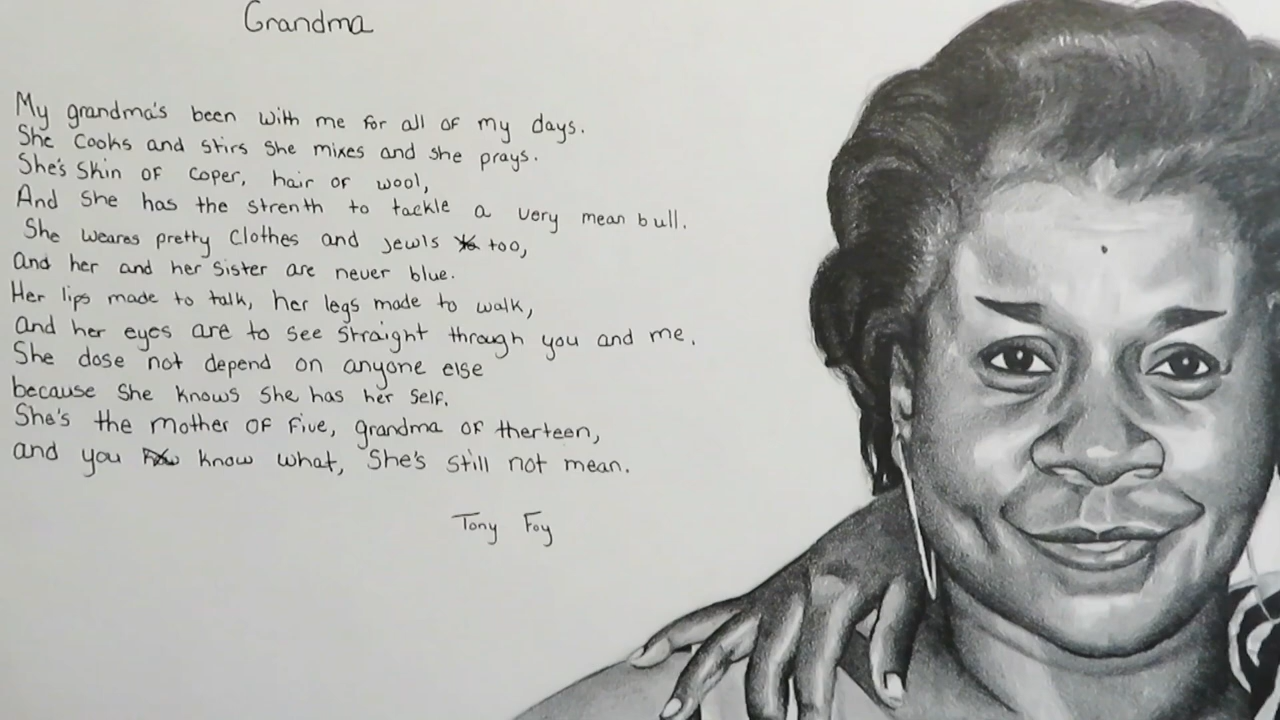 Grandma
My grandma's been with me for all of my days.
She Cooks and stirs She mixes and she prays.
She's Skin of coper, hair of wool,
And She has the strenth to tackle a very mean bull.
She weares pretty Clothes and jewls too,
and her and her sister are never blue.
Her lips made to talk, her legs made to walk,
and her eyes are to see straight through you and me.
She dose not depend on anyone else
because She knows She has her self.
She's the mother of Five, grandma of therteen,
and you know what, She's still not mean.
Tony Foy